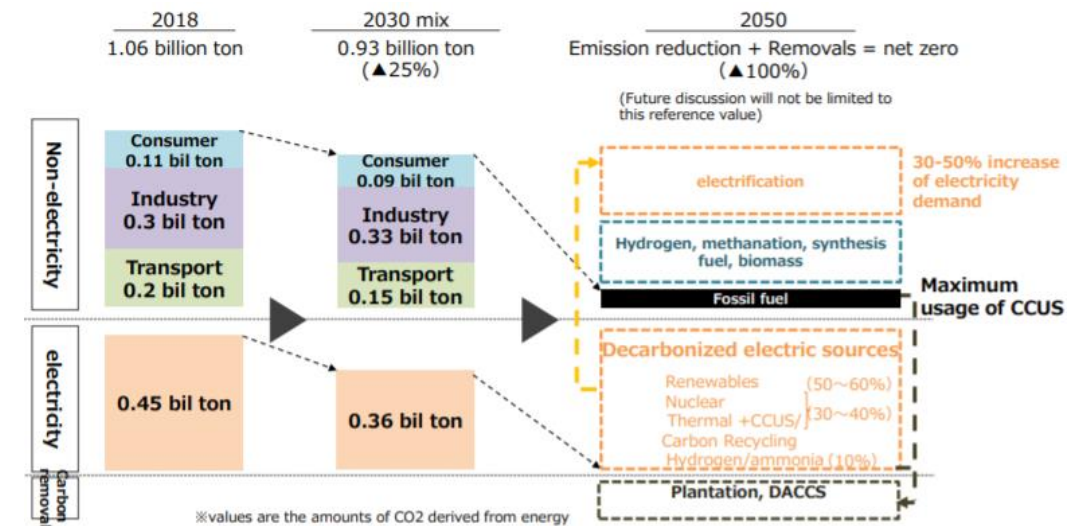 2018
1.06 billion ton
2030 mix
0.93 billion ton
(▲25%)
2050
Emission reduction + Removals = net zero
(▲100%)
(Future discussion will not be limited to
this reference value)
Non-electricity
Consumer
0.11 bil ton
Industry
0.3 bil ton
Transport
0.2 bil ton
Consumer
0.09 bil ton
Industry
0.33 bil ton
Transport
0.15 bil ton
electrification
30-50% increase
of electricity
demand
Hydrogen, methanation, synthesis
fuel, biomass
Fossil fuel
Maximum
usage of CCUS
electricity
0.45 bil ton
0.36 bil ton
Decarbonized electric sources
Renewables (50~60%)
Nuclear
Thermal +CCUS/ (30~40%)
Carbon Recycling
Hydrogen/ammonia (10%)
Carbon
removal
Plantation, DACCS
※values are the amounts of CO2 derived from energy